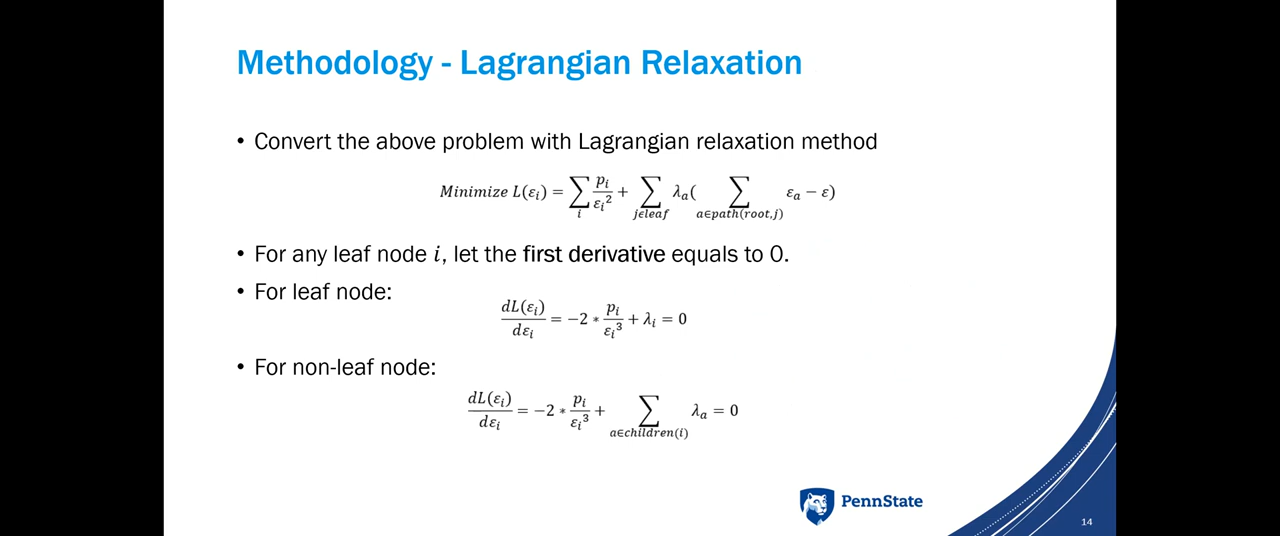 Methodology - Lagrangian Relaxation
• Convert the above problem with Lagrangian relaxation method
Minimize L(εᵢ) = ∑_i pᵢ/εᵢ² + ∑_{jϵleaf} λₐ( ∑_{a∈path(root,j)} εₐ − ε)
• For any leaf node i, let the first derivative equals to 0.
• For leaf node:
dL(εᵢ)/dεᵢ = −2 * pᵢ/εᵢ³ + λᵢ = 0
• For non-leaf node:
dL(εᵢ)/dεᵢ = −2 * pᵢ/εᵢ³ + ∑_{a∈children(i)} λₐ = 0
PennState
14